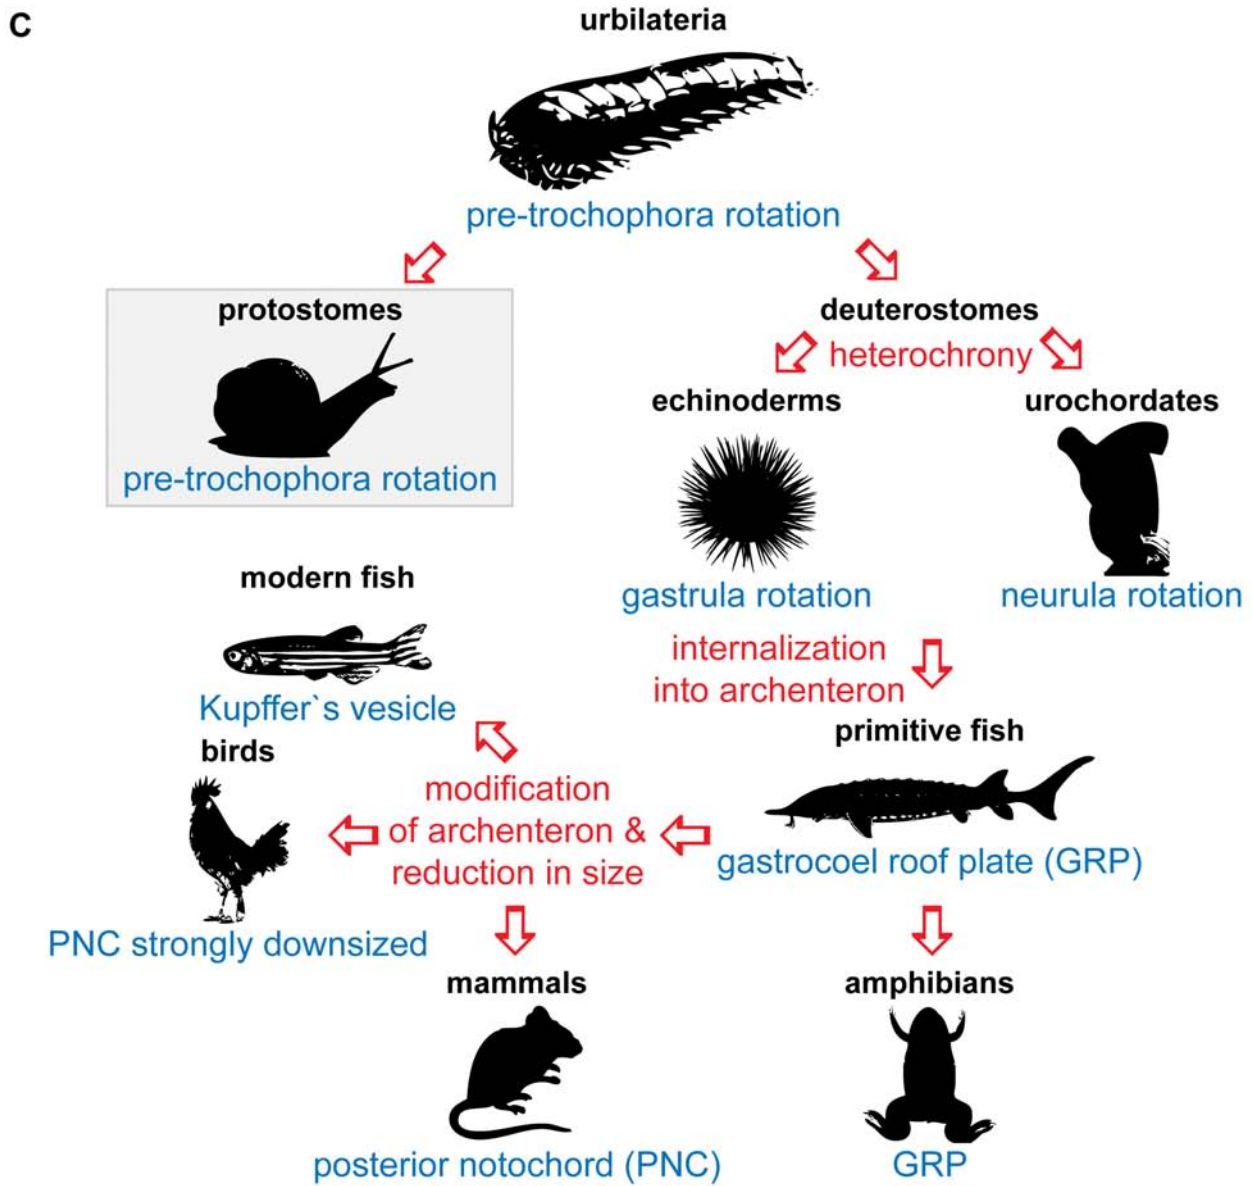 C
urbilateria
pre-trochophora rotation
protostomes
pre-trochophora rotation
deuterostomes
heterochrony
echinoderms
urochordates
gastrula rotation
neurula rotation
internalization
into archenteron
modern fish
Kupffer`s vesicle
birds
primitive fish
modification
of archenteron &
reduction in size
gastrocoel roof plate (GRP)
PNC strongly downsized
mammals
amphibians
posterior notochord (PNC)
GRP